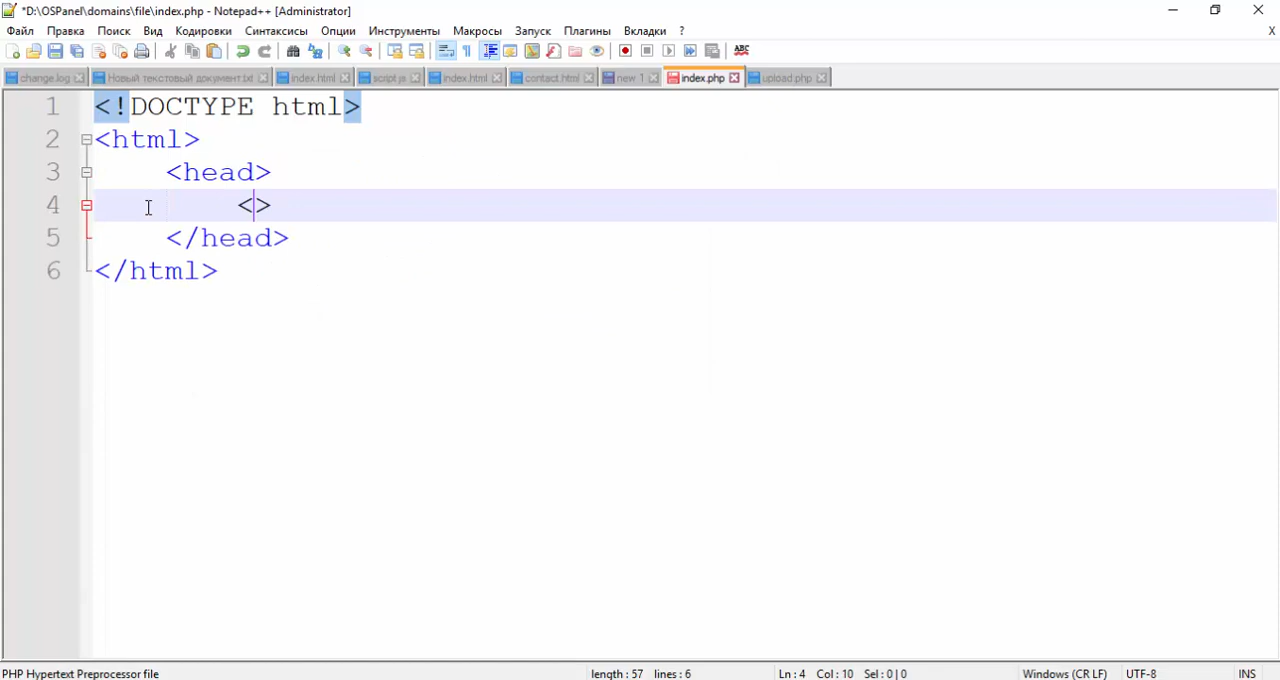 *D:\OSPanel\domains\file\index.php - Notepad++ [Administrator]
Файл Правка Поиск Вид Кодировки Синтаксисы Опции Инструменты Макросы Запуск Плагины Вкладки ? X
ABC
change.log Новый текстовый документ.txt index.html script.js index.html contact.html new 1 index.php upload.php
1 <!DOCTYPE html>
2 <html>
3 <head>
4 <>
5 </head>
6 </html>
PHP Hypertext Preprocessor file length : 57 lines : 6 Ln : 4 Col : 10 Sel : 0 | 0 Windows (CR LF) UTF-8 INS